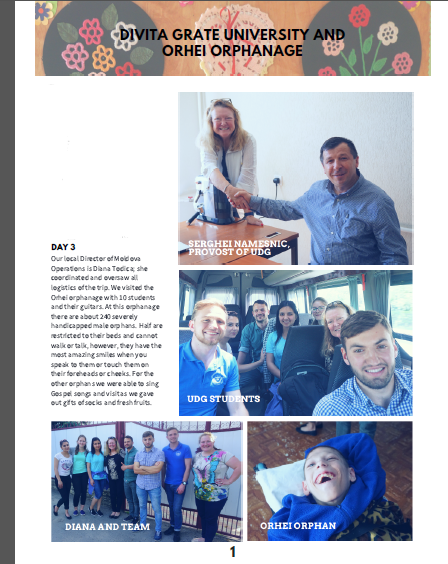 DIVITA GRATE UNIVERSITY AND
ORHEI ORPHANAGE
SERGHEI NAMESNIC,
PROVOST OF UDG
DAY 3
Our local Director of Moldova
Operations is Diana Todica; she
coordinated and oversaw all
logistics of the trip. We visited the
Orhei orphanage with 10 students
and their guitars. At this orphanage
there are about 240 severely
handicapped male orphans. Half are
restricted to their beds and cannot
walk or talk, however, they have the
most amazing smiles when you
speak to them or touch them on
their foreheads or cheeks. For the
other orphans we were able to sing
Gospel songs and visit as we gave
out gifts of socks and fresh fruits.
UDG STUDENTS
DIANA AND TEAM
ORHEI ORPHAN
1